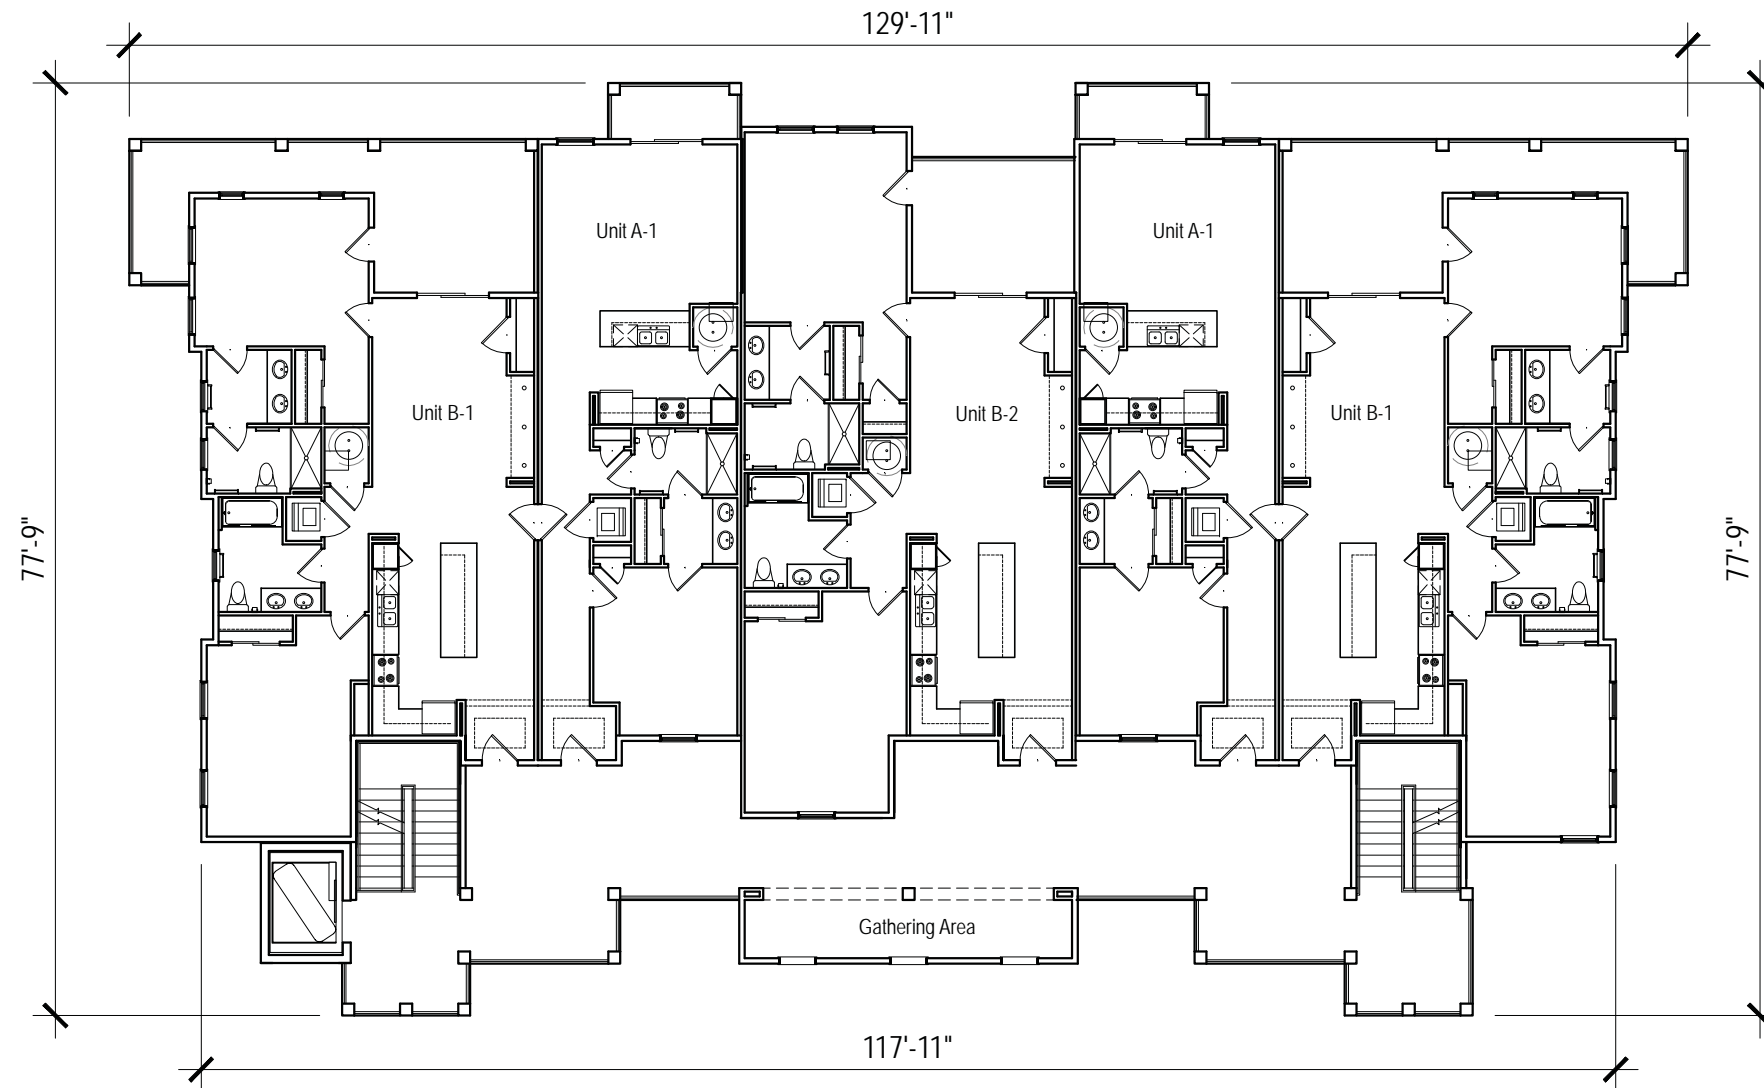 129'-11"
Unit A-1
Unit A-1
Unit B-1
Unit B-2
Unit B-1
77'-9"
77'-9"
Gathering Area
117'-11"